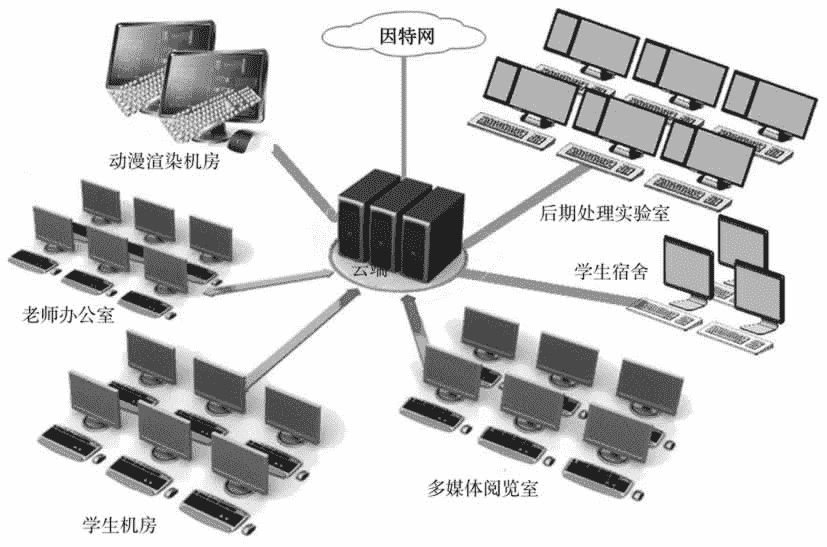 因特网
动漫渲染机房
后期处理实验室
云端
学生宿舍
老师办公室
多媒体阅览室
学生机房